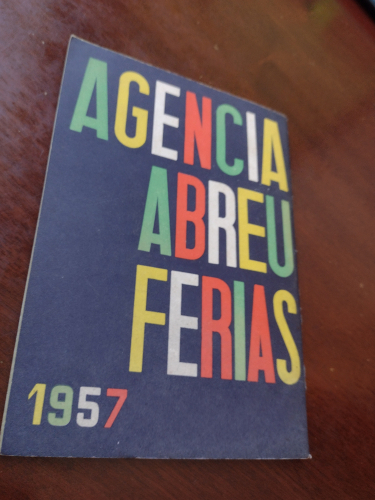 AGENCIA
ABREU
FERIAS
1957